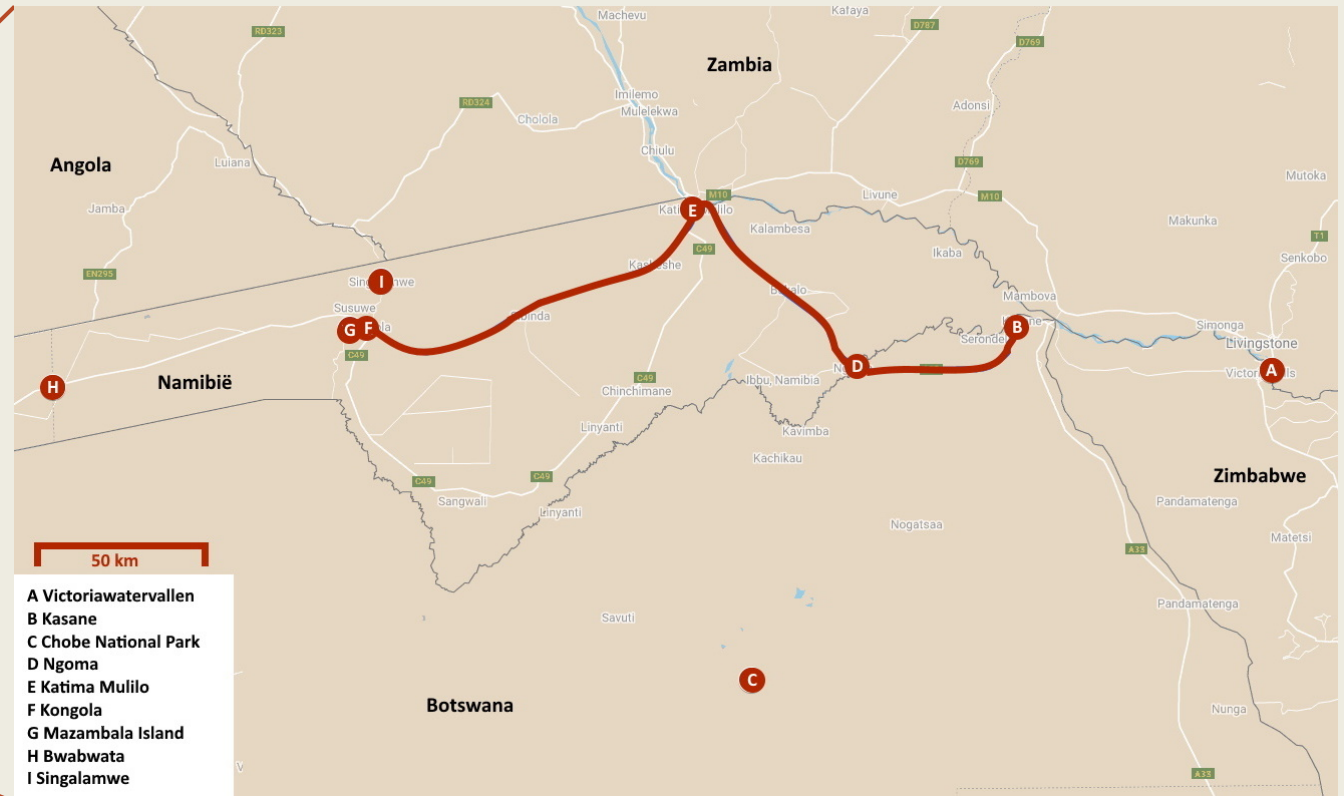 Machevu
Kafaya
RD323
D787
D769
Zambia
Imilemo
RD324
Mulelekwa
Adonsi
Cholola
Chiulu
Angola
Luiana
D769
Mutoka
M10
Livune
M10
Jamba
E
Makunka
Kalambesa
T1
C49
Ikaba
Senkobo
EN295
I
Mambova
Susuwe
B
Simonga
G F
Livingstone
C49
D
A
Namibië
H
C49
Ibbu, Namibia
Chinchimane
Linyanti
Kavimba
Kachikau
Zimbabwe
C49
C49
Sangwali
Pandamatenga
Linyanti
Nogatsaa
Matetsi
A33
50 km
A Victoriawatervallen
B Kasane
C Chobe National Park
D Ngoma
E Katima Mulilo
F Kongola
G Mazambala Island
H Bwabwata
I Singalamwe
Pandamatenga
Savuti
C
Botswana
Nunga
A33